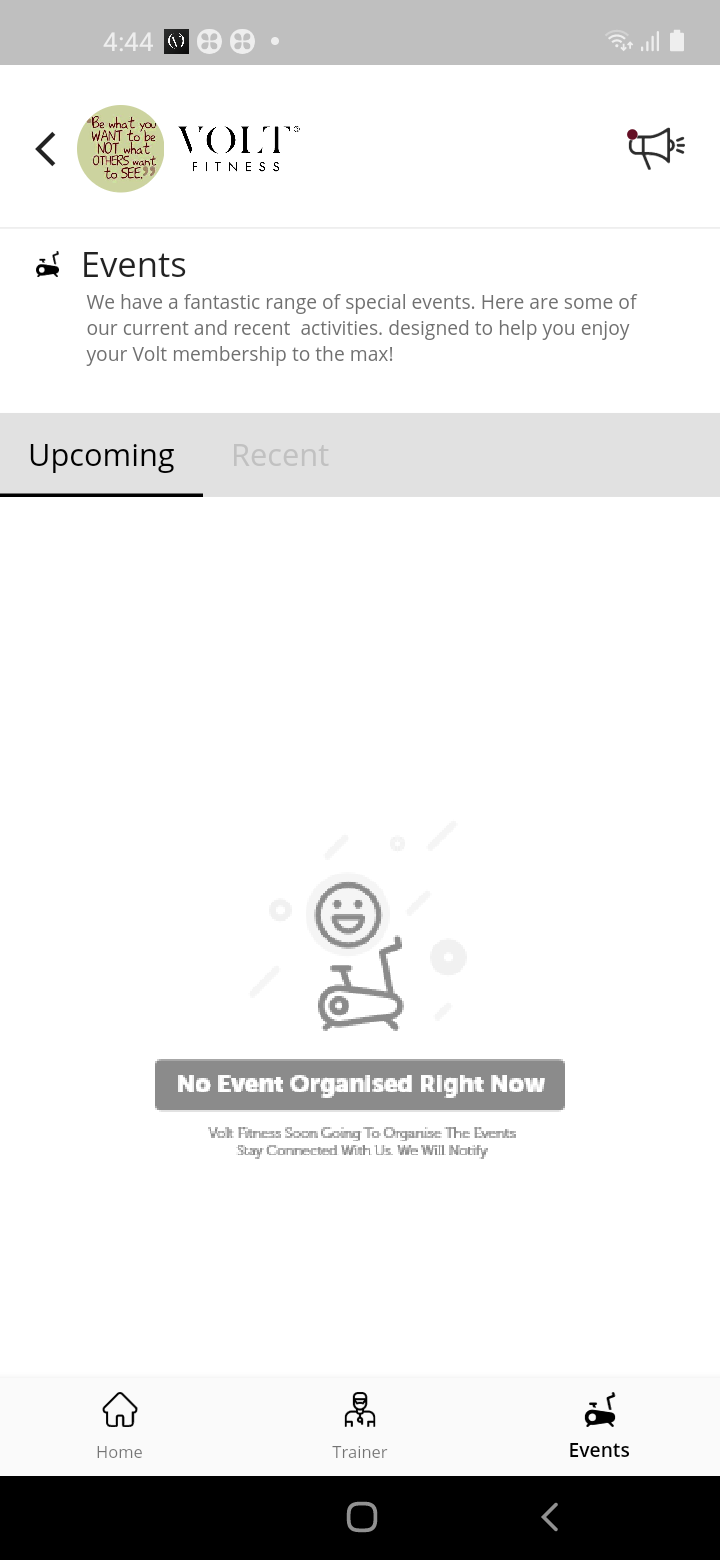 4:44
Be what you
WANT to be
NOT what
OTHERS want
to SEE.”
VOLT®
FITNESS
Events
We have a fantastic range of special events. Here are some of
our current and recent  activities. designed to help you enjoy
your Volt membership to the max!
Upcoming
Recent
No Event Organised Right Now
Volt Fitness Soon Going To Organise The Events
Stay Connected With Us. We Will Notify
Home
Trainer
Events